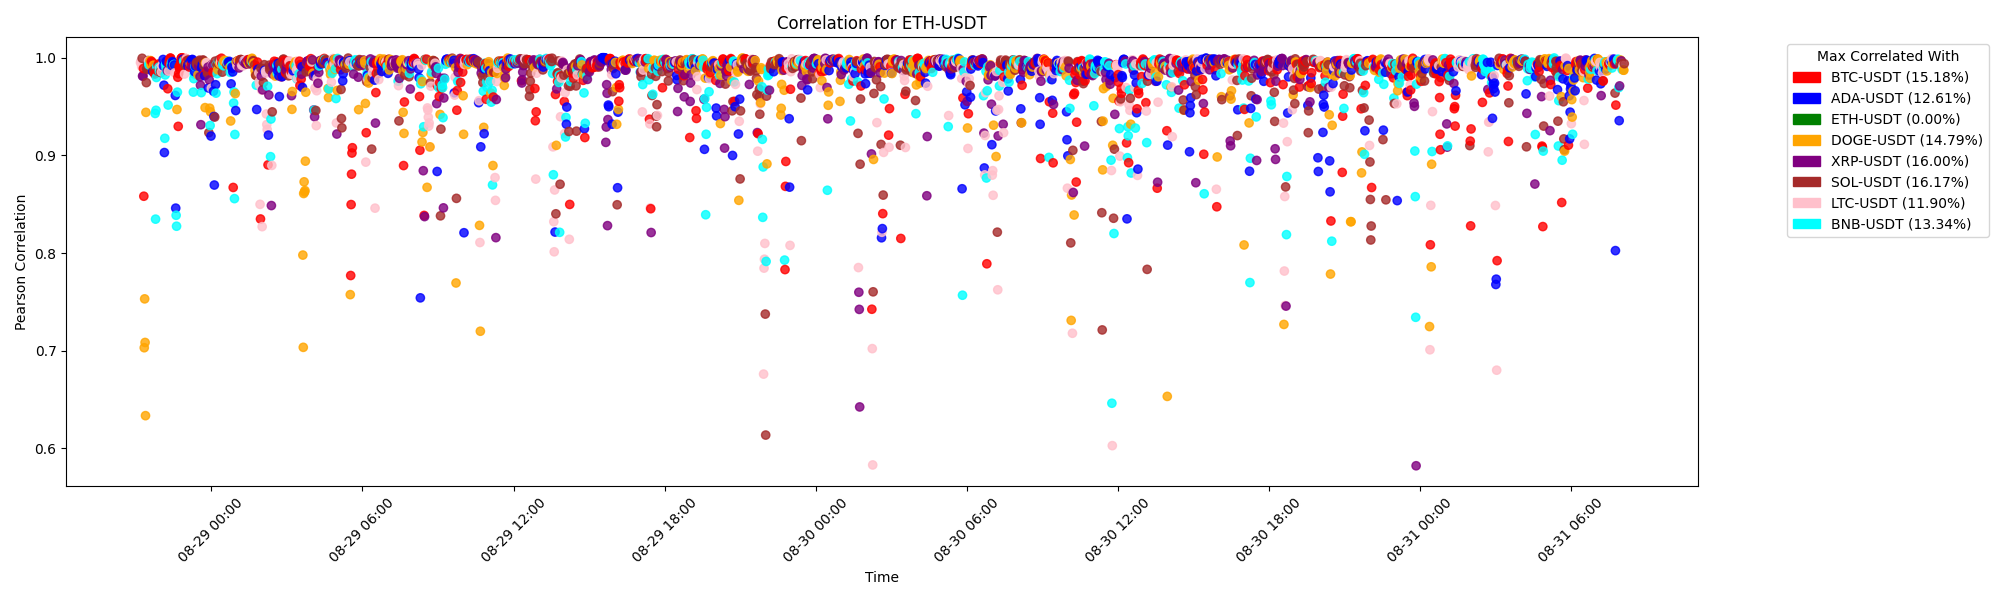 Correlation for ETH-USDT
Pearson Correlation
1.0
0.9
0.8
0.7
0.6
08-29 00:00
08-29 06:00
08-29 12:00
08-29 18:00
08-30 00:00
08-30 06:00
08-30 12:00
08-30 18:00
08-31 00:00
08-31 06:00
Time
Max Correlated With
BTC-USDT (15.18%)
ADA-USDT (12.61%)
ETH-USDT (0.00%)
DOGE-USDT (14.79%)
XRP-USDT (16.00%)
SOL-USDT (16.17%)
LTC-USDT (11.90%)
BNB-USDT (13.34%)